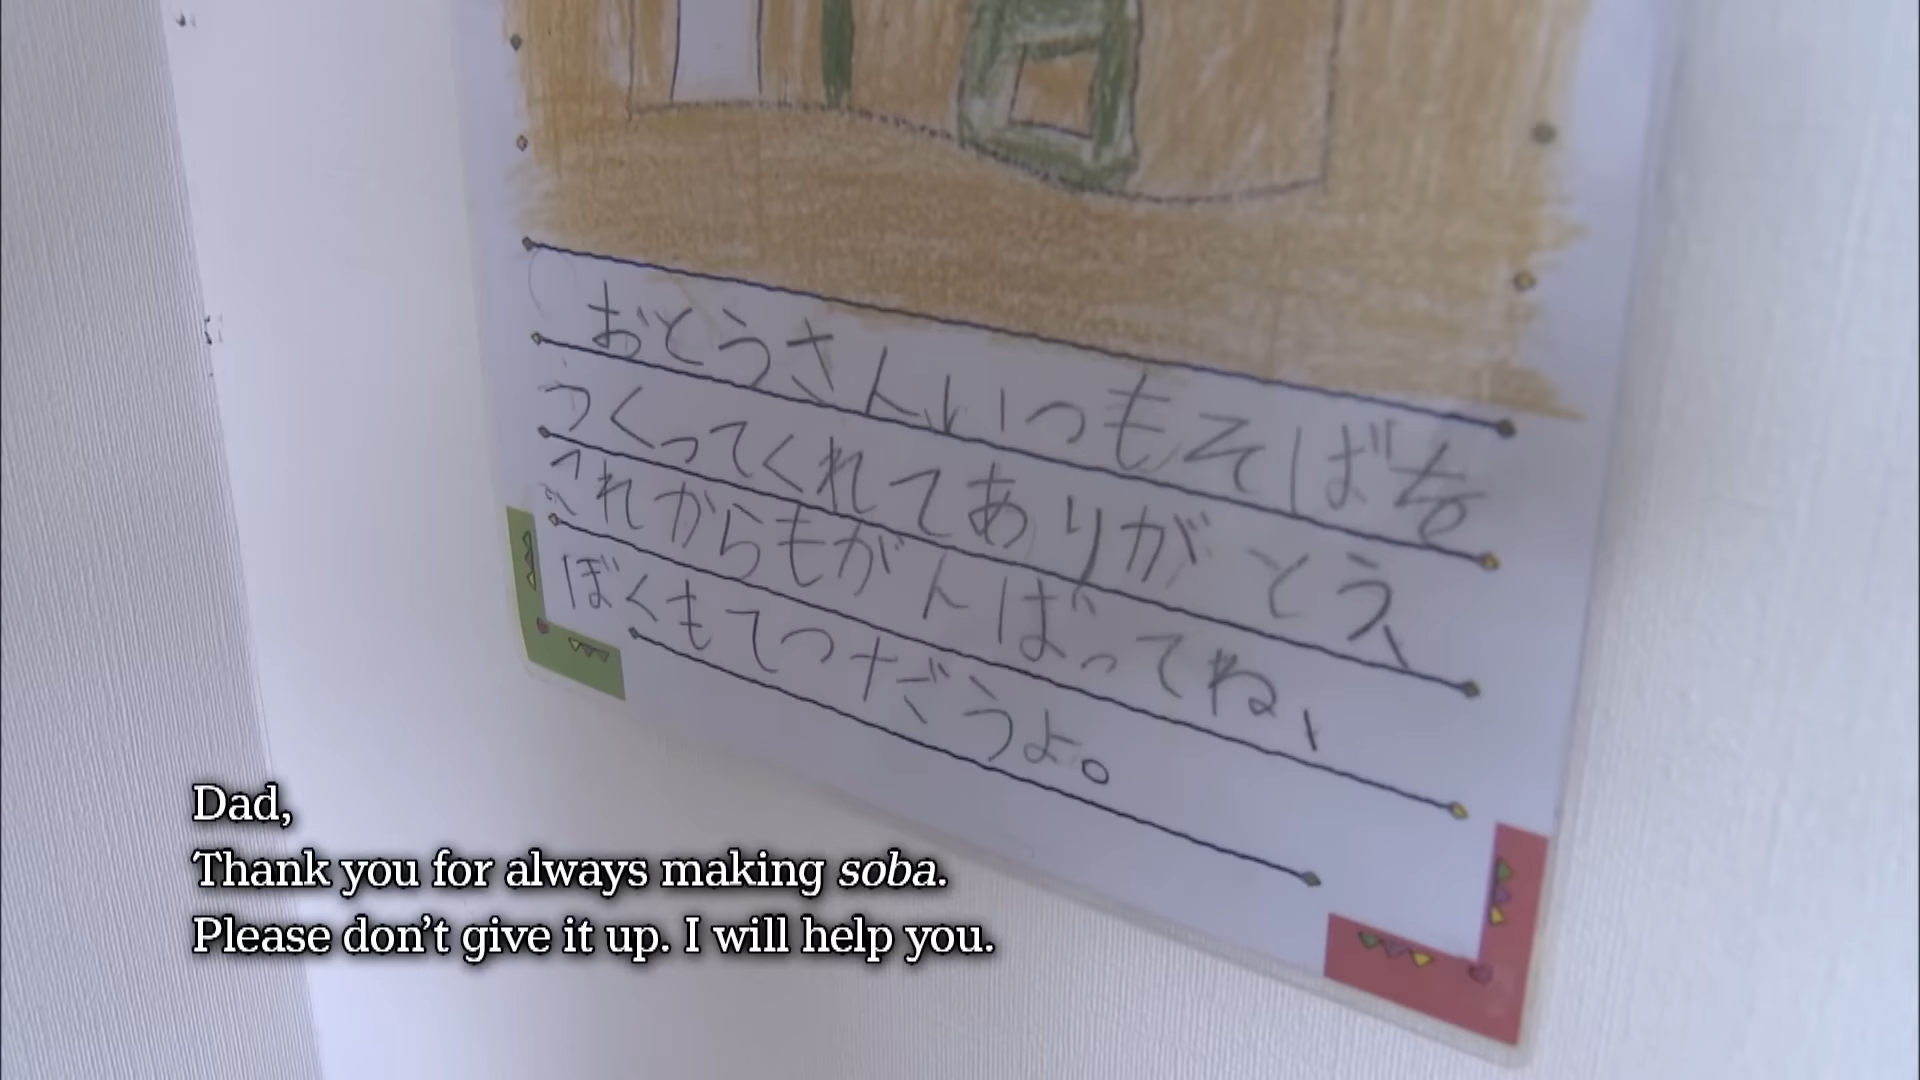 おとうさん、いつもそばを
つくってくれてありがとう、
これからもがんばってね、
ぼくもてつだうよ。
Dad,
Thank you for always making soba.
Please don't give it up. I will help you.